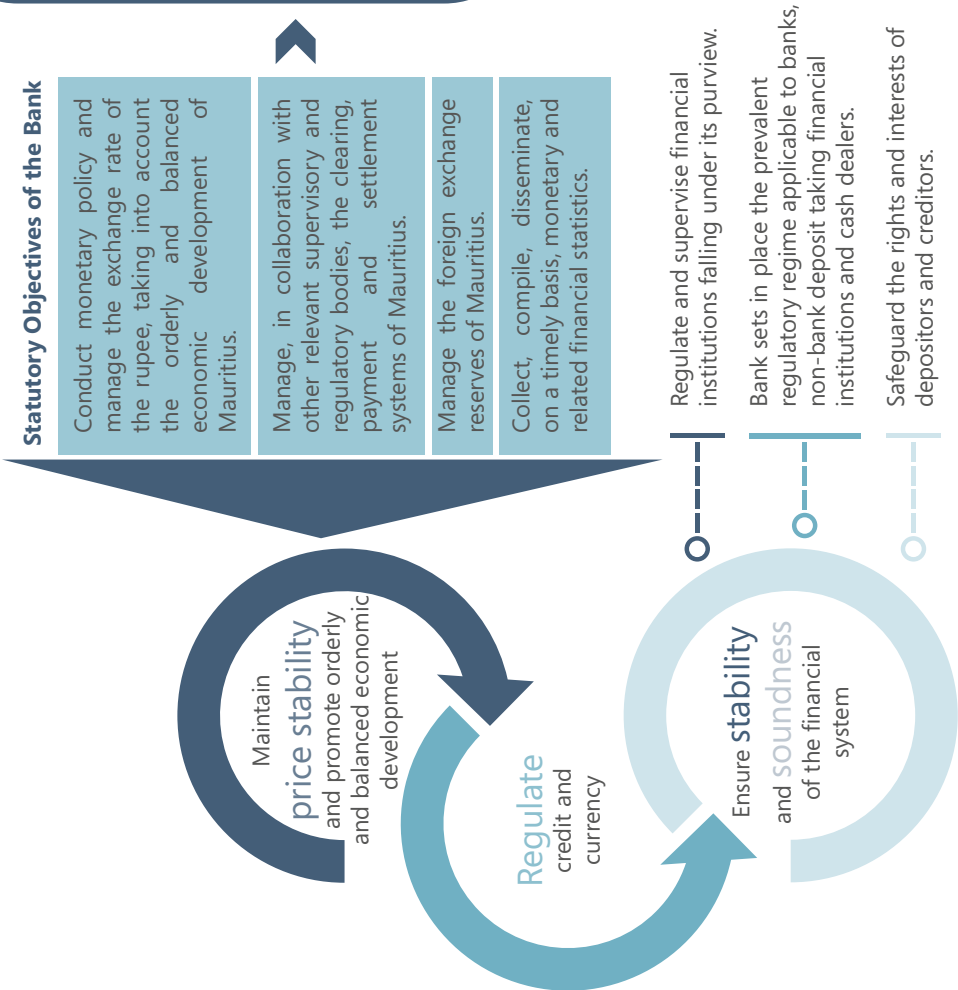 Statutory Objectives of the Bank
Conduct monetary policy and
manage the exchange rate of
the rupee, taking into account
the orderly and balanced
economic development of
Mauritius.
Manage, in collaboration with
other relevant supervisory and
regulatory bodies, the clearing,
payment and settlement
systems of Mauritius.
Manage the foreign exchange
reserves of Mauritius.
Collect, compile, disseminate,
on a timely basis, monetary and
related financial statistics.
Maintain
price stability
and promote orderly
and balanced economic
development
Regulate
credit and
currency
Ensure stability
and soundness
of the financial
system
Regulate and supervise financial
institutions falling under its purview.
Bank sets in place the prevalent
regulatory regime applicable to banks,
non-bank deposit taking financial
institutions and cash dealers.
Safeguard the rights and interests of
depositors and creditors.